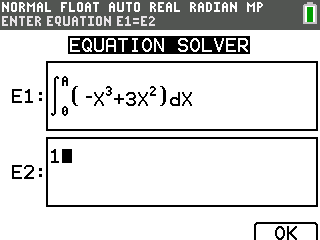 NORMAL FLOAT AUTO REAL RADIAN MP
ENTER EQUATION E1=E2
EQUATION SOLVER
E1: ∫₀ᴬ(-X³+3X²)dX
E2: 1
OK